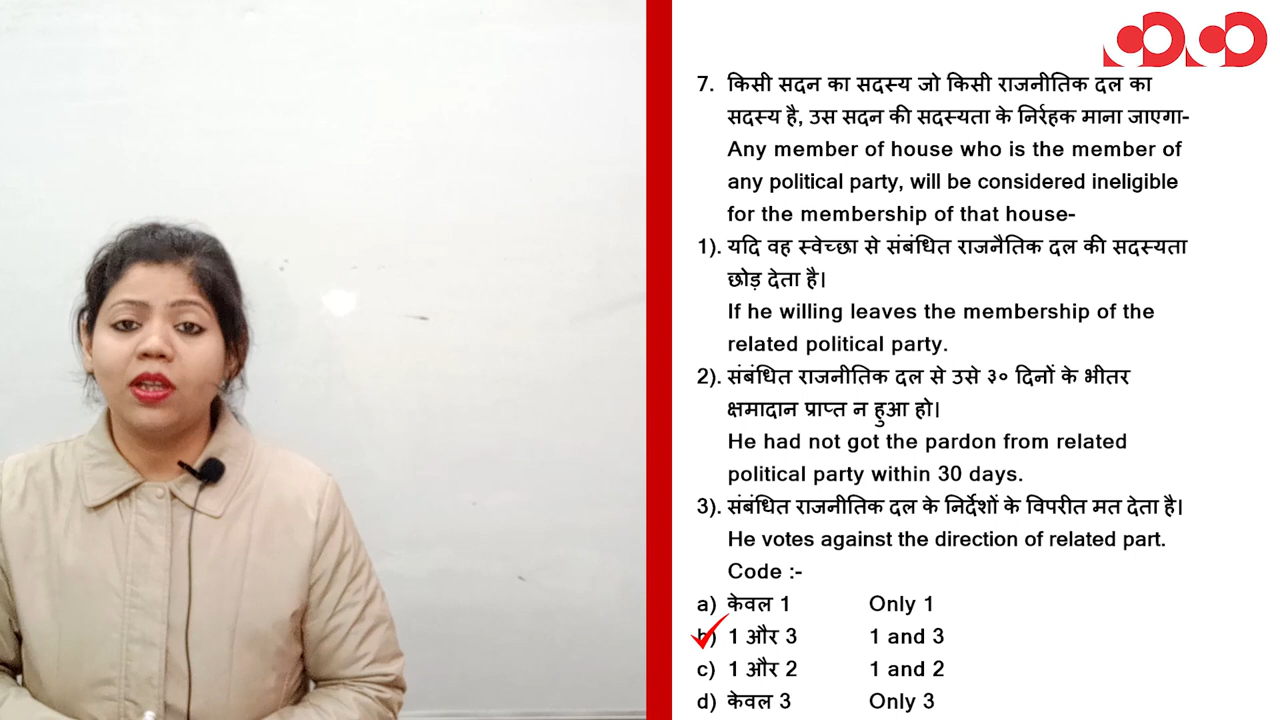 7. किसी सदन का सदस्य जो किसी राजनीतिक दल का
सदस्य है, उस सदन की सदस्यता के निर्रहक माना जाएगा-
Any member of house who is the member of
any political party, will be considered ineligible
for the membership of that house-
1). यदि वह स्वेच्छा से संबंधित राजनैतिक दल की सदस्यता
छोड़ देता है।
If he willing leaves the membership of the
related political party.
2). संबंधित राजनीतिक दल से उसे ३० दिनों के भीतर
क्षमादान प्राप्त न हुआ हो।
He had not got the pardon from related
political party within 30 days.
3). संबंधित राजनीतिक दल के निर्देशों के विपरीत मत देता है।
He votes against the direction of related part.
Code :-
a) केवल 1 Only 1
b) 1 और 3 1 and 3
c) 1 और 2 1 and 2
d) केवल 3 Only 3